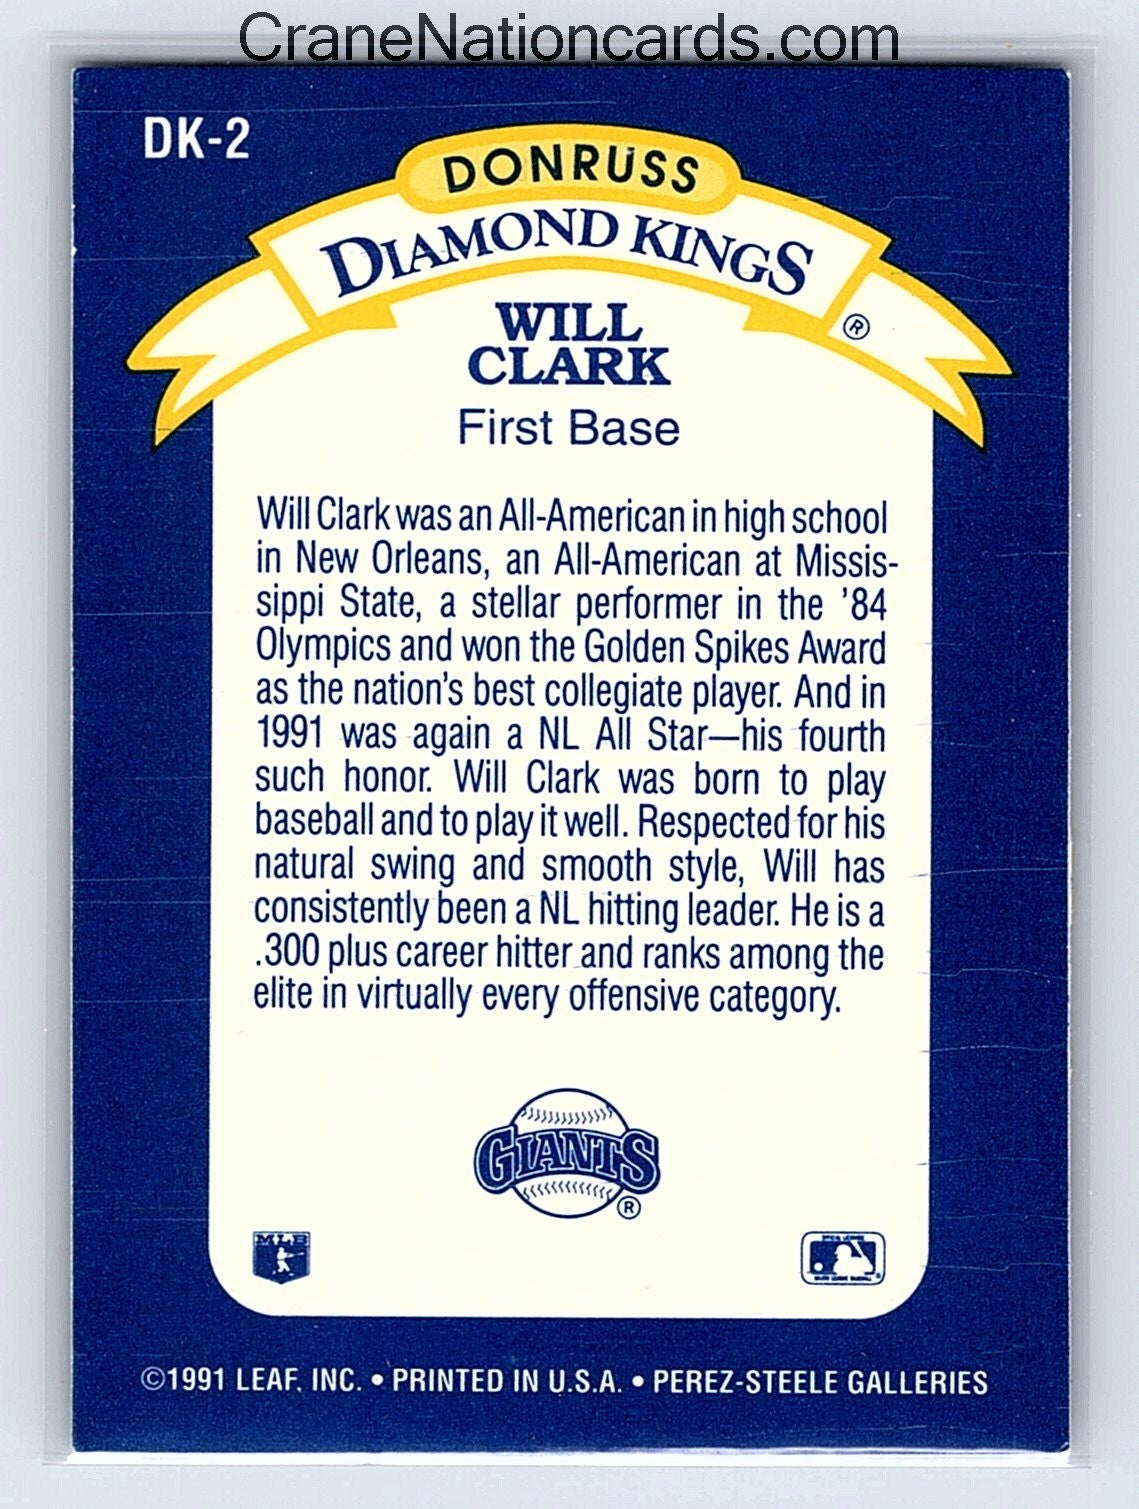 CraneNationcards.com
DK-2
DONRUSS
DIAMOND KINGS
®
WILL
CLARK
First Base
Will Clark was an All-American in high school
in New Orleans, an All-American at Missis-
sippi State, a stellar performer in the '84
Olympics and won the Golden Spikes Award
as the nation's best collegiate player. And in
1991 was again a NL All Star—his fourth
such honor. Will Clark was born to play
baseball and to play it well. Respected for his
natural swing and smooth style, Will has
consistently been a NL hitting leader. He is a
.300 plus career hitter and ranks among the
elite in virtually every offensive category.
GIANTS
®
MLB
©1991 LEAF, INC. • PRINTED IN U.S.A. • PEREZ-STEELE GALLERIES